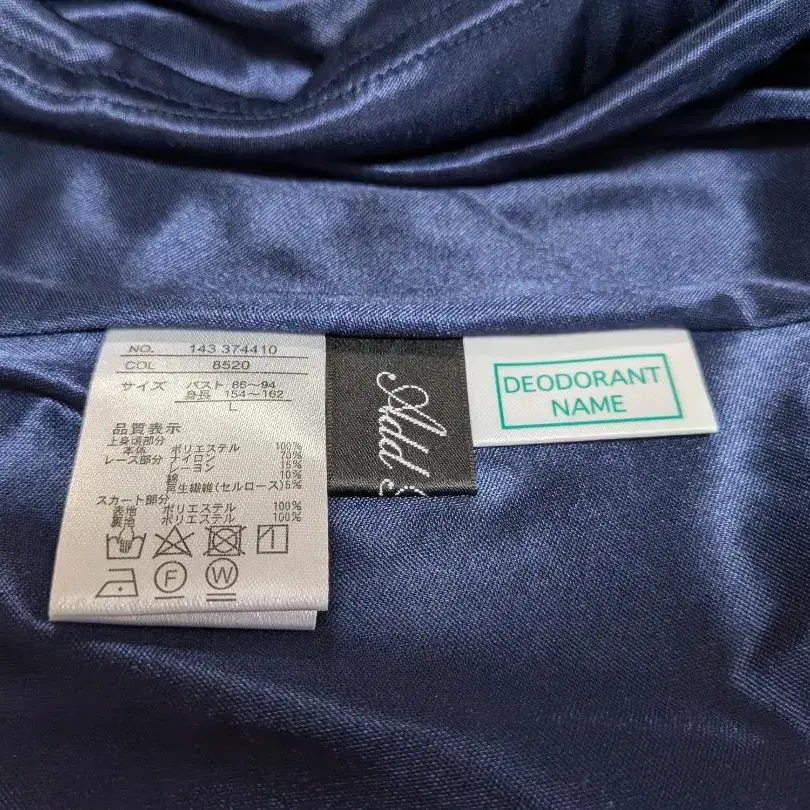 NO. 143 374410
COL 8520
サイズ バスト 86～94
身長 154～162
L
品質表示
上身頃部分
本体 ポリエステル 100%
レース部分 ナイロン 70%
レーヨン 15%
綿 10%
再生繊維(セルロース)5%
スカート部分
表地 ポリエステル 100%
裏地 ポリエステル 100%
F W
Add
DEODORANT
NAME